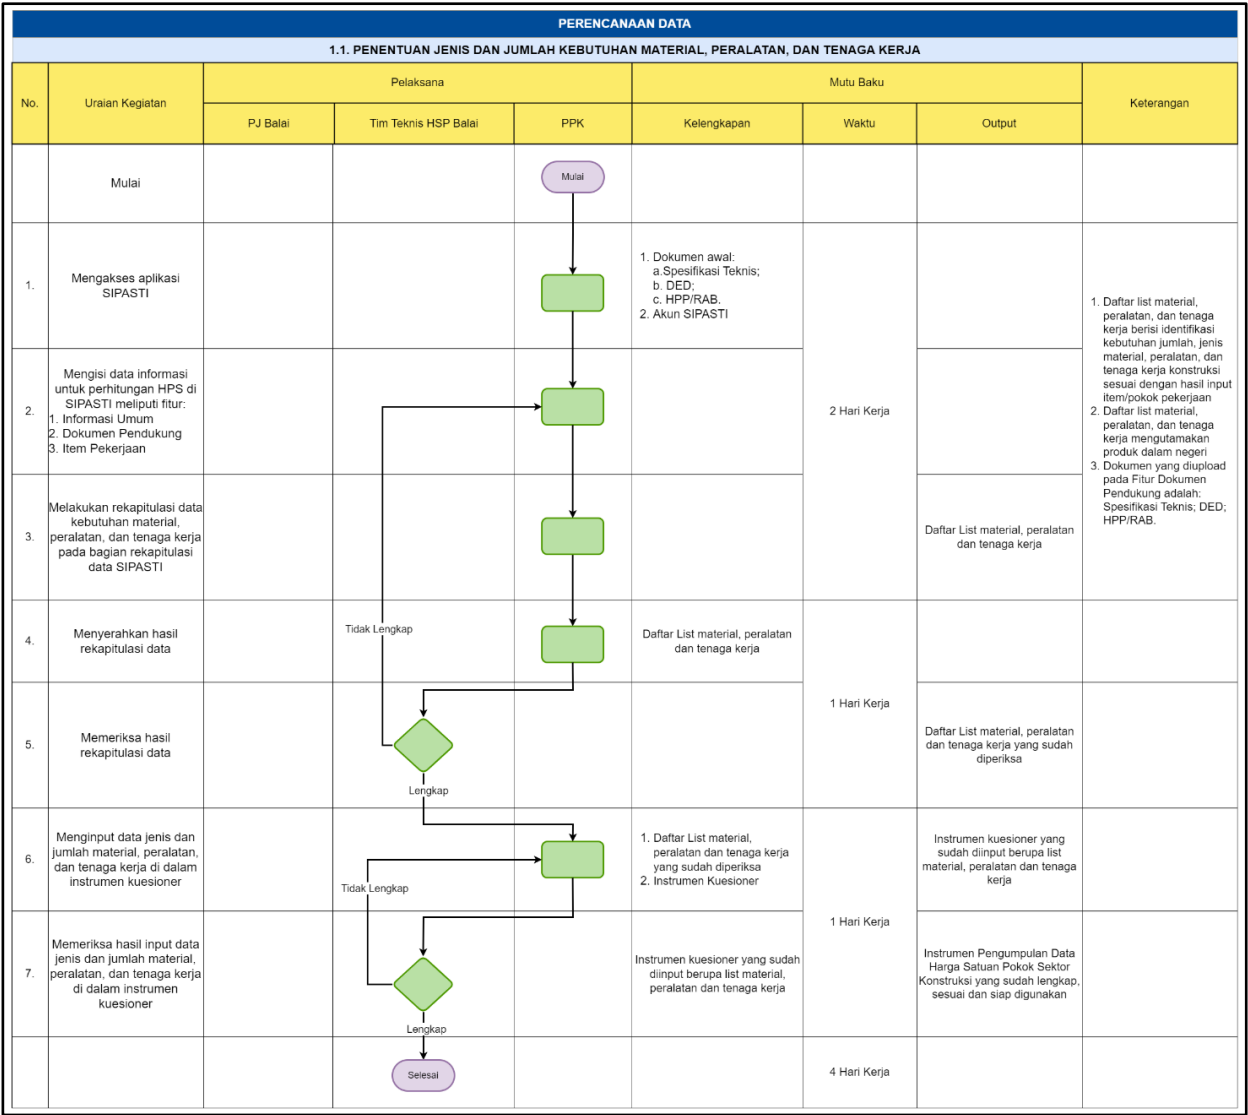 PERENCANAAN DATA
1.1. PENENTUAN JENIS DAN JUMLAH KEBUTUHAN MATERIAL, PERALATAN, DAN TENAGA KERJA
No.
Uraian Kegiatan
Pelaksana
Mutu Baku
Keterangan
PJ Balai
Tim Teknis HSP Balai
PPK
Kelengkapan
Waktu
Output
Mulai
Mulai
1.
Mengakses aplikasi
SIPASTI
1. Dokumen awal:
a.Spesifikasi Teknis;
b. DED;
c. HPP/RAB.
2. Akun SIPASTI
2.
Mengisi data informasi
untuk perhitungan HPS di
SIPASTI meliputi fitur:
1. Informasi Umum
2. Dokumen Pendukung
3. Item Pekerjaan
2 Hari Kerja
1. Daftar list material,
peralatan, dan tenaga
kerja berisi identifikasi
kebutuhan jumlah, jenis
material, peralatan, dan
tenaga kerja konstruksi
sesuai dengan hasil input
item/pokok pekerjaan
2. Daftar list material,
peralatan, dan tenaga
kerja mengutamakan
produk dalam negeri
3. Dokumen yang diupload
pada Fitur Dokumen
Pendukung adalah:
Spesifikasi Teknis; DED;
HPP/RAB.
3.
Melakukan rekapitulasi data
kebutuhan material,
peralatan, dan tenaga kerja
pada bagian rekapitulasi
data SIPASTI
Daftar List material, peralatan
dan tenaga kerja
4.
Menyerahkan hasil
rekapitulasi data
Tidak Lengkap
Daftar List material, peralatan
dan tenaga kerja
1 Hari Kerja
5.
Memeriksa hasil
rekapitulasi data
Lengkap
Daftar List material, peralatan
dan tenaga kerja yang sudah
diperiksa
6.
Menginput data jenis dan
jumlah material, peralatan,
dan tenaga kerja di dalam
instrumen kuesioner
Tidak Lengkap
1. Daftar List material,
peralatan dan tenaga kerja
yang sudah diperiksa
2. Instrumen Kuesioner
Instrumen kuesioner yang
sudah diinput berupa list
material, peralatan dan tenaga
kerja
1 Hari Kerja
7.
Memeriksa hasil input data
jenis dan jumlah material,
peralatan, dan tenaga kerja
di dalam instrumen
kuesioner
Lengkap
Instrumen kuesioner yang sudah
diinput berupa list material,
peralatan dan tenaga kerja
Instrumen Pengumpulan Data
Harga Satuan Pokok Sektor
Konstruksi yang sudah lengkap,
sesuai dan siap digunakan
Selesai
4 Hari Kerja